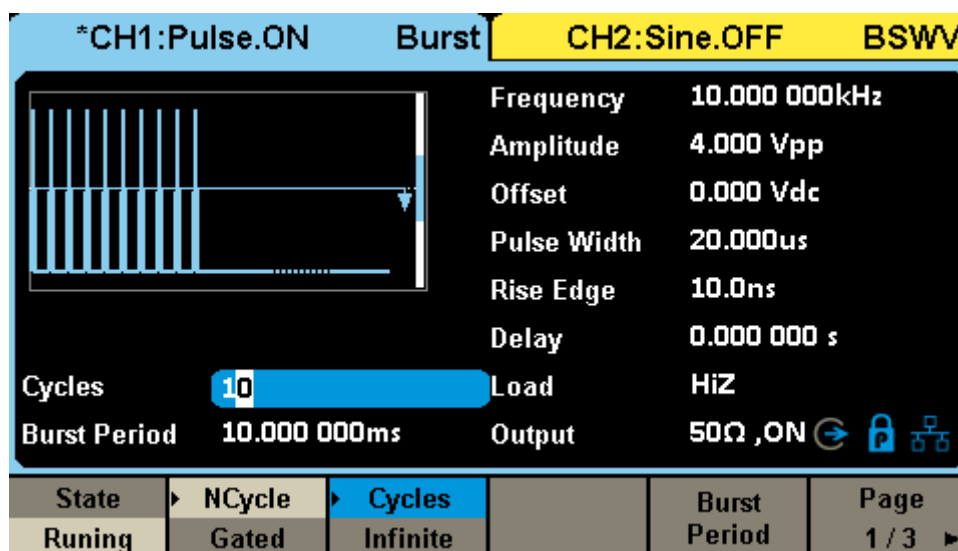 *CH1:Pulse.ON Burst CH2:Sine.OFF BSWV
Frequency 10.000 000kHz
Amplitude 4.000 Vpp
Offset 0.000 Vdc
Pulse Width 20.000us
Rise Edge 10.0ns
Delay 0.000 000 s
Cycles 10 Load HiZ
Burst Period 10.000 000ms Output 50Ω ,ON
State NCycle Cycles Burst Page
Runing Gated Infinite Period 1 / 3